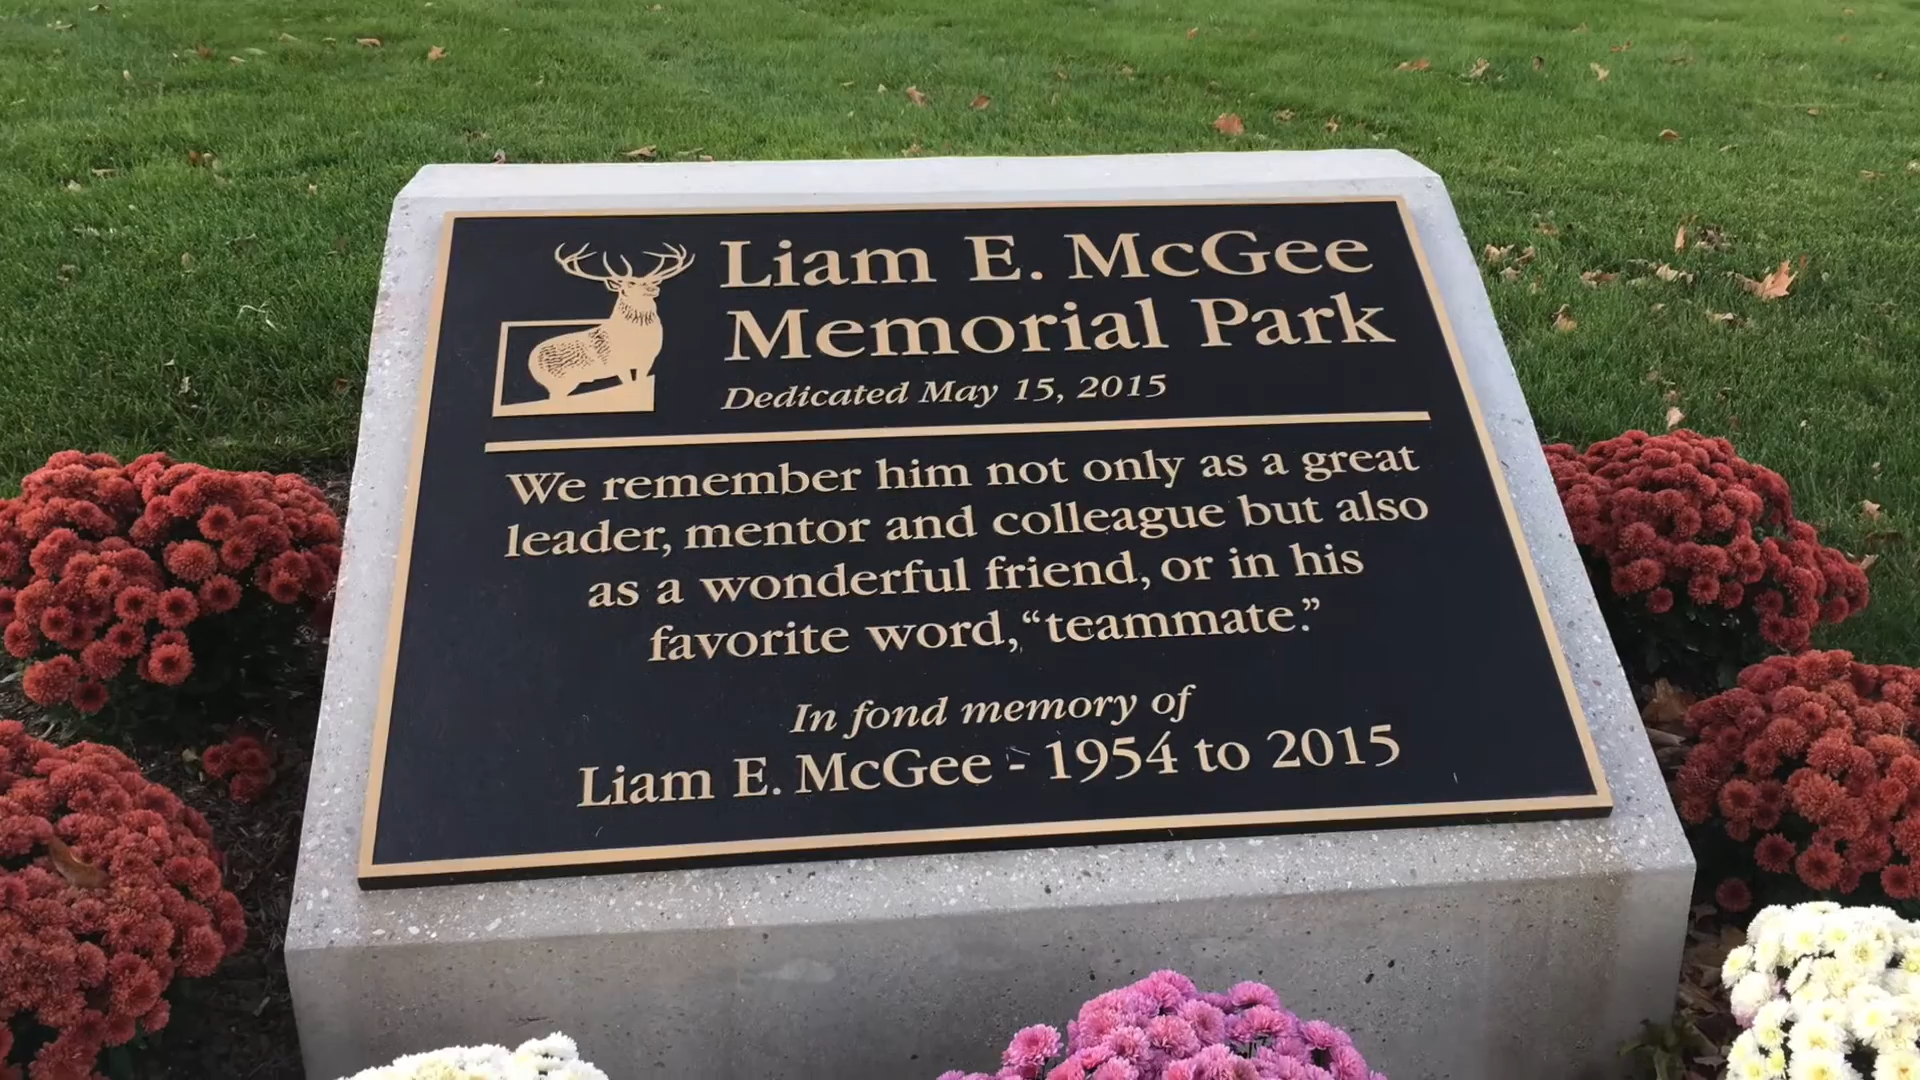 Liam E. McGee
Memorial Park
Dedicated May 15, 2015
We remember him not only as a great
leader, mentor and colleague but also
as a wonderful friend, or in his
favorite word, “teammate.”
In fond memory of
Liam E. McGee - 1954 to 2015